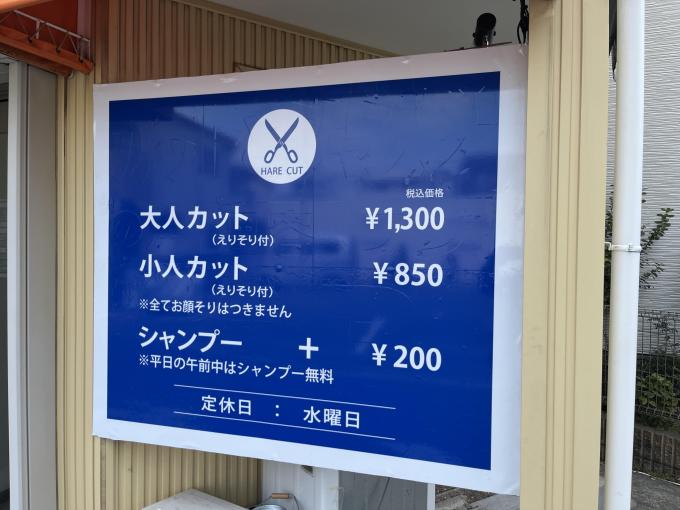 HARE CUT
税込価格
大人カット ¥1,300
（えりそり付）
小人カット ¥850
（えりそり付）
※全てお顔そりはつきません
シャンプー + ¥200
※平日の午前中はシャンプー無料
定休日 : 水曜日